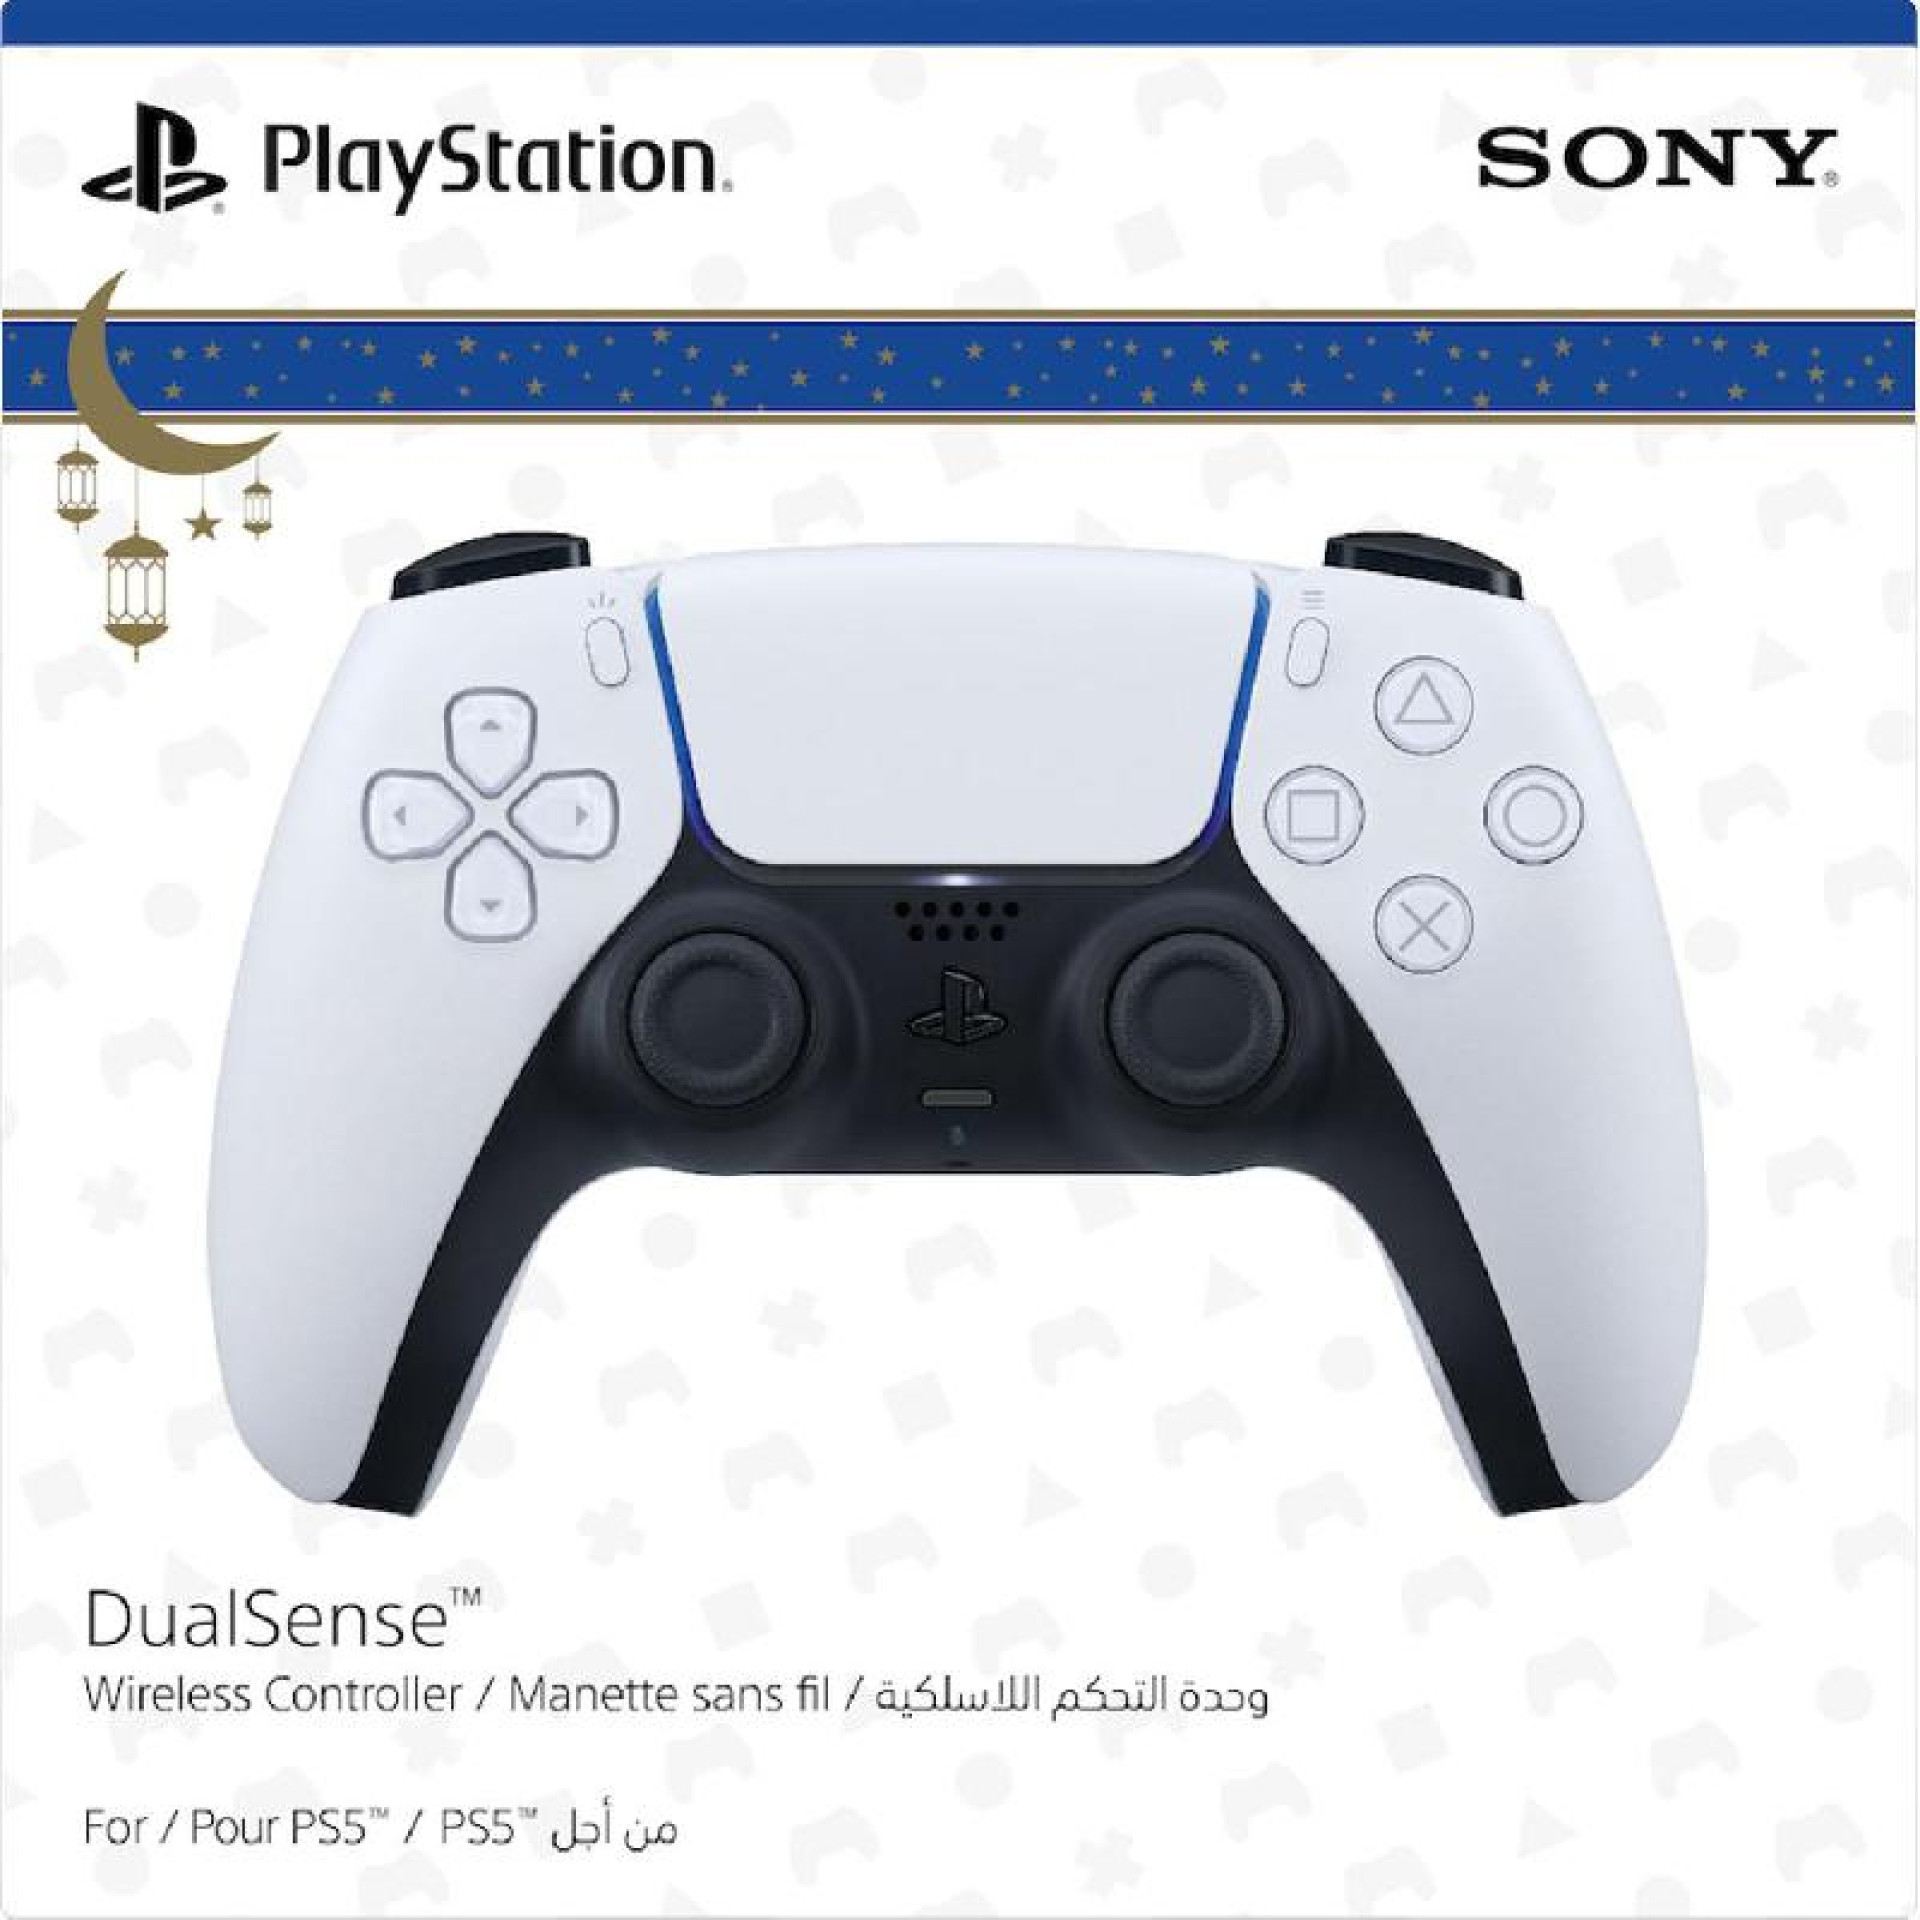 PlayStation®
SONY®
DualSense™
Wireless Controller / Manette sans fil / وحدة التحكم اللاسلكية
For / Pour PS5™ / PS5™ من أجل